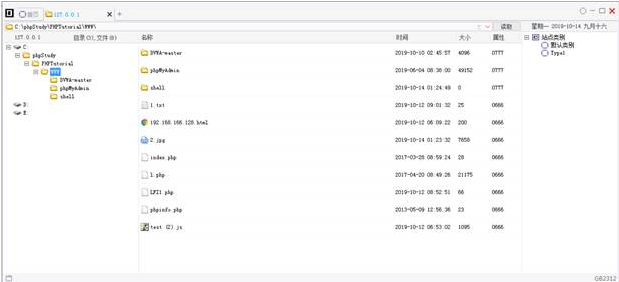 127.0.0.1
C:\phpStudy\PHPTutorial\WWW\ 读取 星期一 2019-10-14 九月十六
127.0.0.1 目录(3),文件(8) 名称 时间 大小 属性 站点类别
C: 默认类别
phpStudy DVWA-master 2019-10-10 02:45:57 4096 0777 Type1
PHPTutorial
WWW phpMyAdmin 2019-06-04 08:38:00 49152 0777
DVWA-master
phpMyAdmin shell 2019-10-14 01:24:49 0 0777
shell
D: 1.txt 2019-10-12 09:01:32 25 0666
E:
192.168.166.128.html 2019-10-12 06:09:22 200 0666
2.jpg 2019-10-14 01:23:32 7658 0666
index.php 2017-03-28 08:59:24 28 0666
l.php 2017-04-20 08:49:26 21175 0666
LFI1.php 2019-10-12 08:52:51 66 0666
phpinfo.php 2013-05-09 12:56:36 23 0666
test (2).js 2019-10-12 06:53:02 1095 0666
GB2312